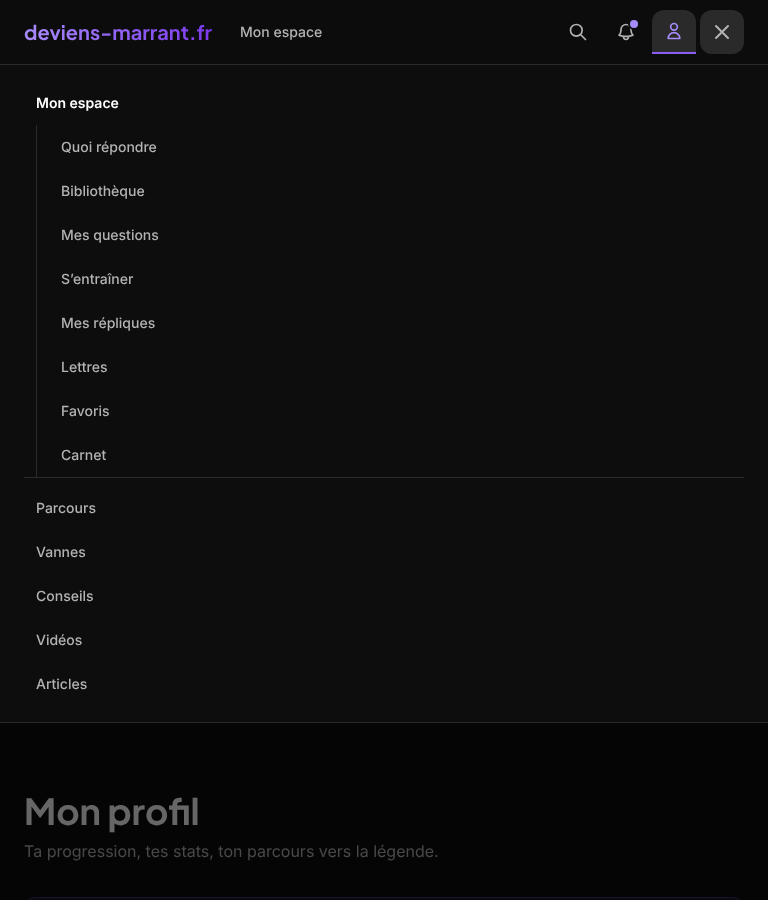 deviens-marrant.fr Mon espace
Mon espace
Quoi répondre
Bibliothèque
Mes questions
S’entraîner
Mes répliques
Lettres
Favoris
Carnet
Parcours
Vannes
Conseils
Vidéos
Articles
Mon profil
Ta progression, tes stats, ton parcours vers la légende.